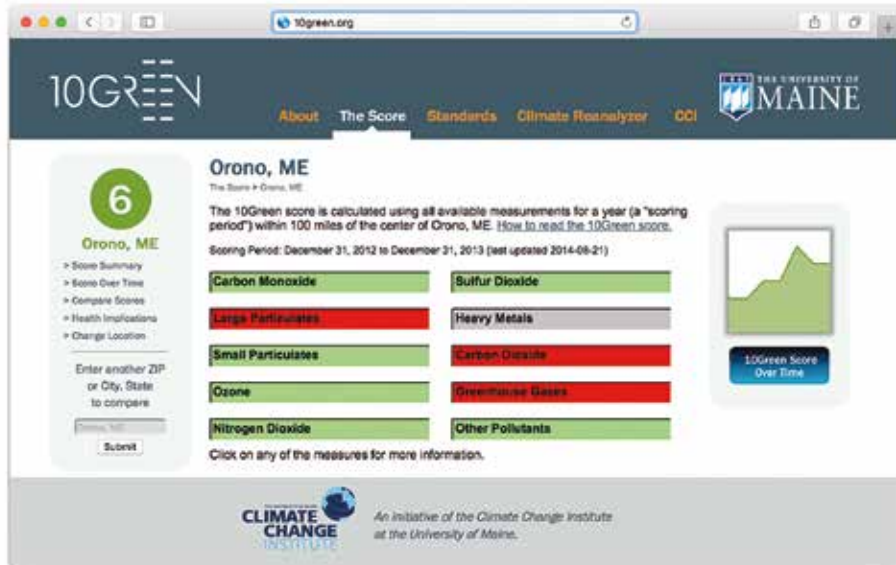 10green.org
10GREEN
THE UNIVERSITY OF
MAINE
About The Score Standards Climate Reanalyzer CCI
6
Orono, ME
> Score Summary
> Score Over Time
> Compare Scores
> Health Implications
> Change Location
Enter another ZIP
or City, State
to compare
Orono, ME
Submit
Orono, ME
The Score > Orono, ME
The 10Green score is calculated using all available measurements for a year (a "scoring
period") within 100 miles of the center of Orono, ME. How to read the 10Green score.
Scoring Period: December 31, 2012 to December 31, 2013 (last updated 2014-08-21)
Carbon Monoxide
Sulfur Dioxide
Large Particulates
Heavy Metals
Small Particulates
Carbon Dioxide
Ozone
Greenhouse Gases
Nitrogen Dioxide
Other Pollutants
Click on any of the measures for more information.
10Green Score
Over Time
CLIMATE
CHANGE
INSTITUTE
An initiative of the Climate Change Institute
at the University of Maine.